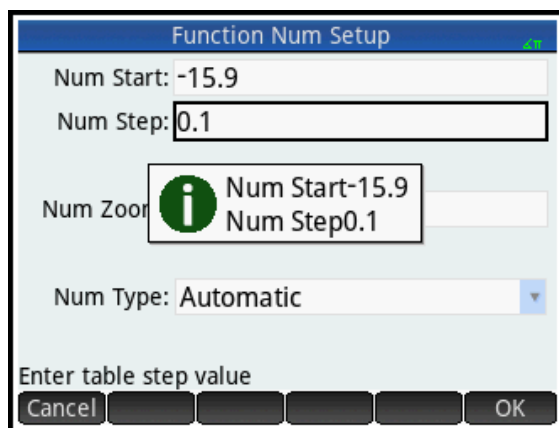 Function Num Setup
∡π
Num Start: -15.9
Num Step: 0.1
Num Start-15.9
Num Step0.1
Num Zoo
Num Type: Automatic
Enter table step value
Cancel OK